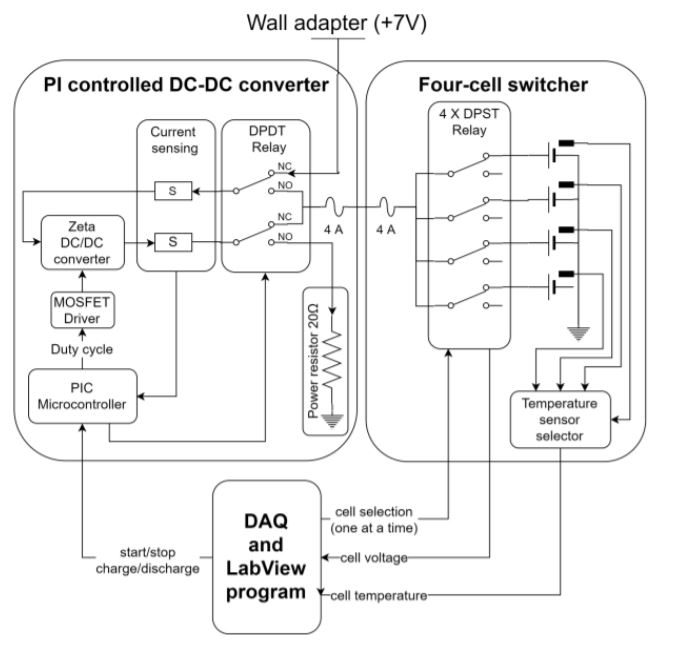 Wall adapter (+7V)
PI controlled DC-DC converter
Four-cell switcher
Current
sensing
DPDT
Relay
4 X DPST
Relay
NC
NO
NC
NO
S
S
Zeta
DC/DC
converter
4 A
4 A
MOSFET
Driver
Duty cycle
PIC
Microcontroller
Power resistor 20Ω
Temperature
sensor
selector
DAQ
and
LabView
program
cell selection
(one at a time)
cell voltage
cell temperature
start/stop
charge/discharge